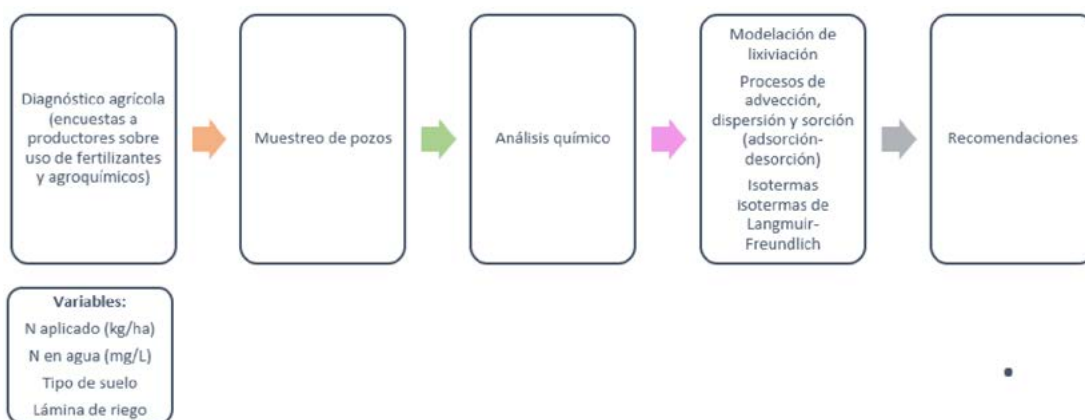 Diagnóstico agrícola
(encuestas a
productores sobre
uso de fertilizantes
y agroquímicos)
Muestreo de pozos
Análisis químico
Modelación de
lixiviación
Procesos de
advección,
dispersión y sorción
(adsorción-
desorción)
Isotermas
isotermas de
Langmuir-
Freundlich
Recomendaciones
Variables:
N aplicado (kg/ha)
N en agua (mg/L)
Tipo de suelo
Lámina de riego